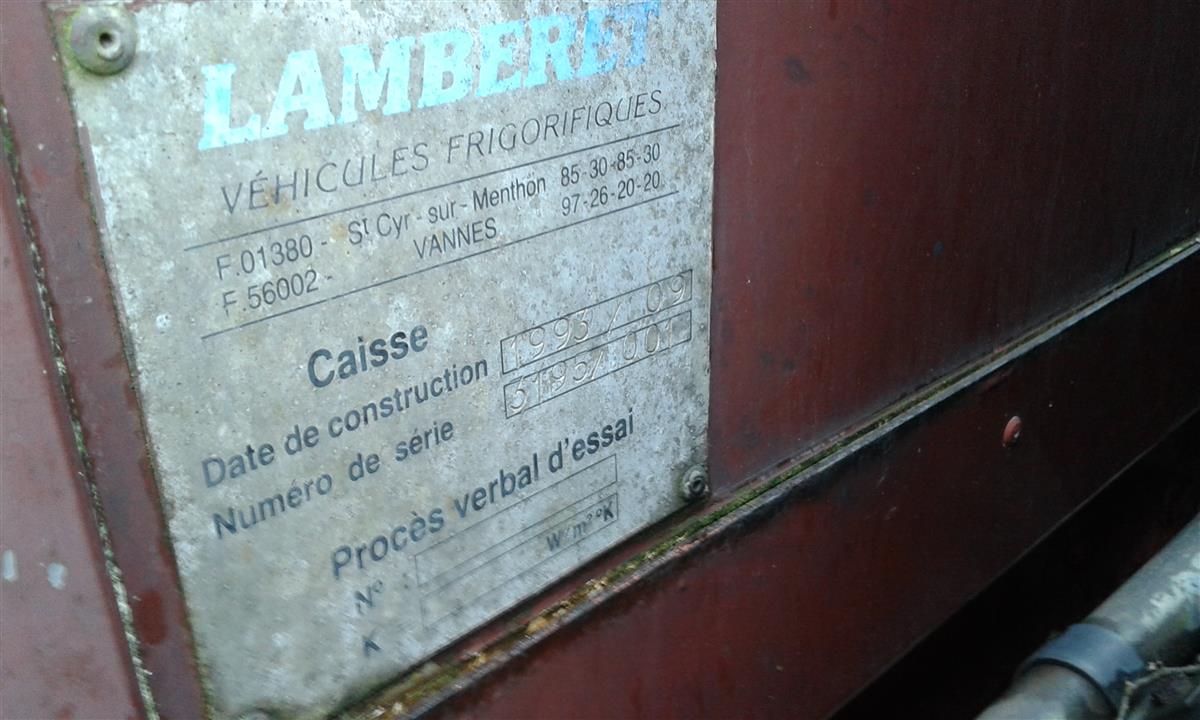 LAMBERET
VÉHICULES FRIGORIFIQUES
F.01380 - St Cyr - sur - Menthon 85-30-85-30
F.56002 - VANNES 97-26-20-20
Caisse
Date de construction 1993 / 09
Numéro de série 3195/001
Procès verbal d'essai
N° :
K W/m² °K